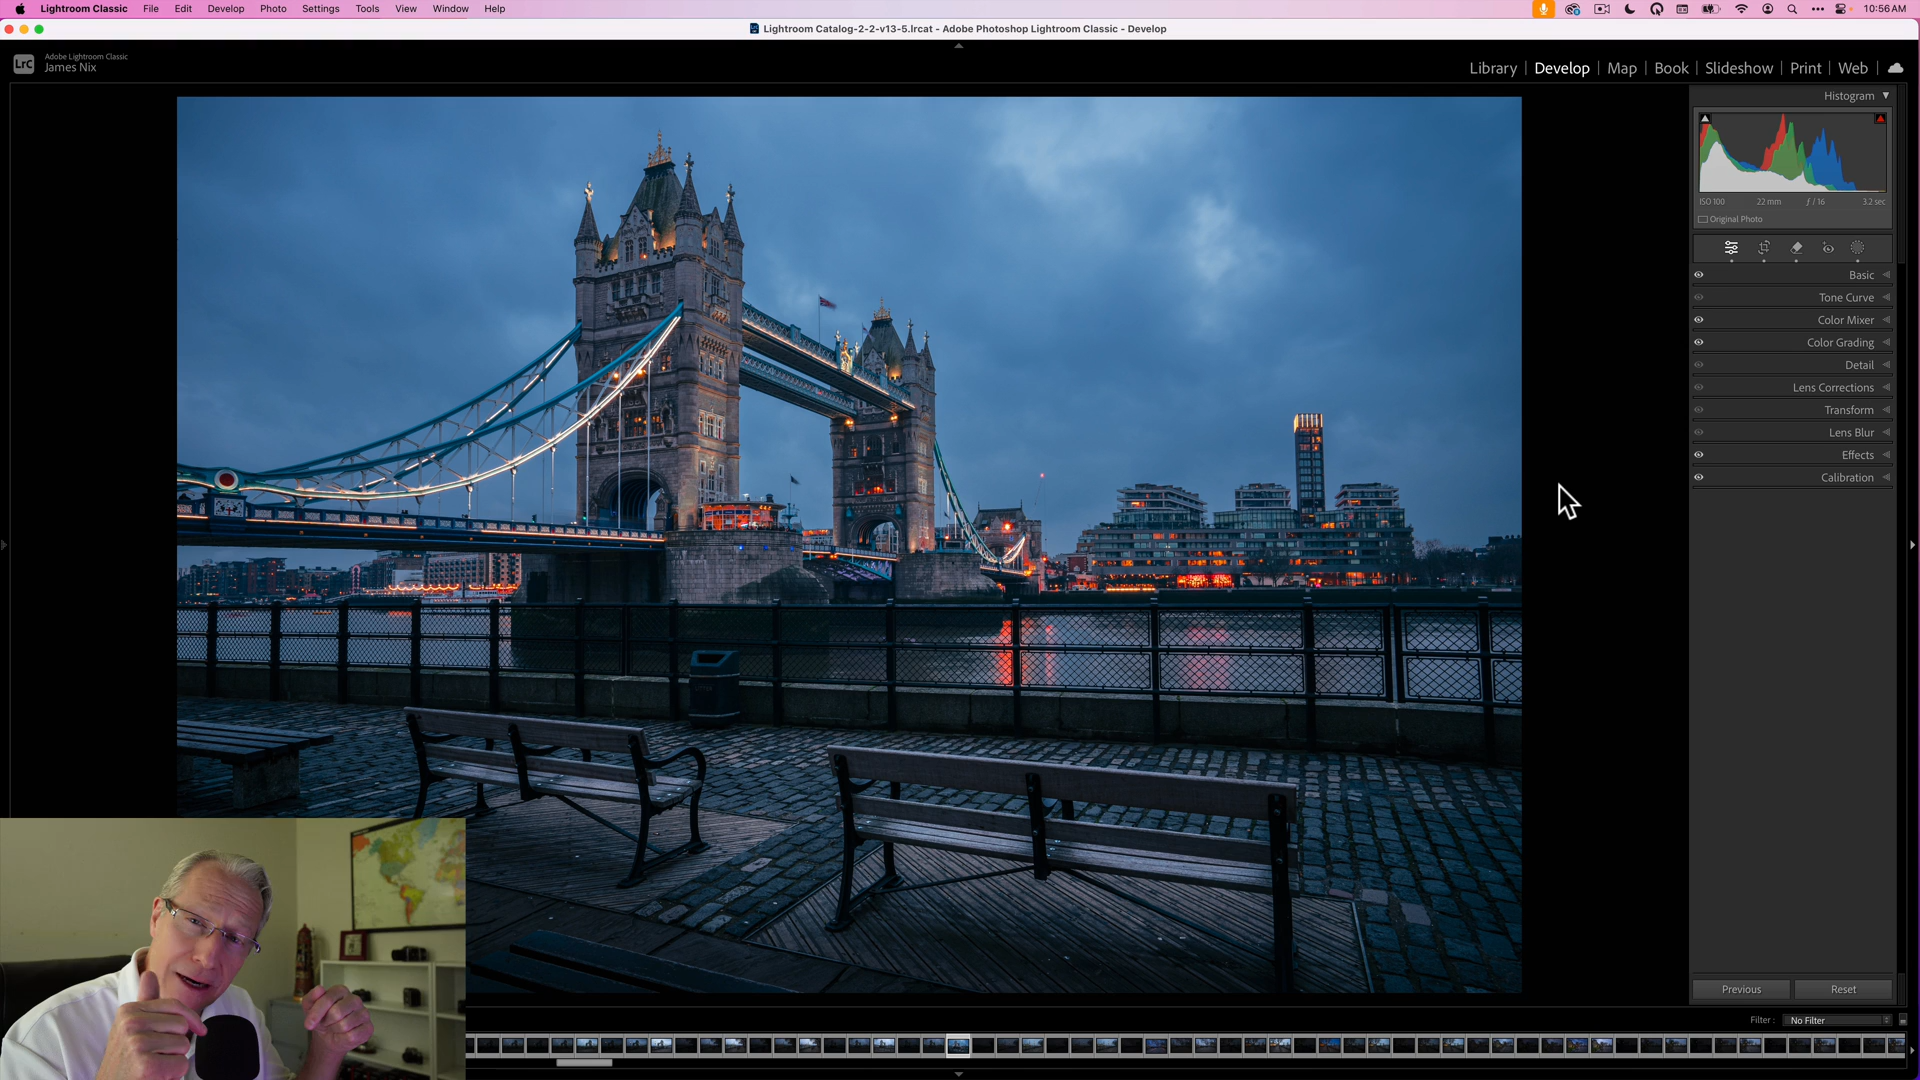 Lightroom Classic File Edit Develop Photo Settings Tools View Window Help 10:56 AM
Lightroom Catalog-2-2-v13-5.lrcat - Adobe Photoshop Lightroom Classic - Develop
LrC
Adobe Lightroom Classic
James Nix
Library | Develop | Map | Book | Slideshow | Print | Web
Histogram
ISO 100 22 mm ƒ / 16 3.2 sec
Original Photo
Basic
Tone Curve
Color Mixer
Color Grading
Detail
Lens Corrections
Transform
Lens Blur
Effects
Calibration
Previous Reset
Filter : No Filter